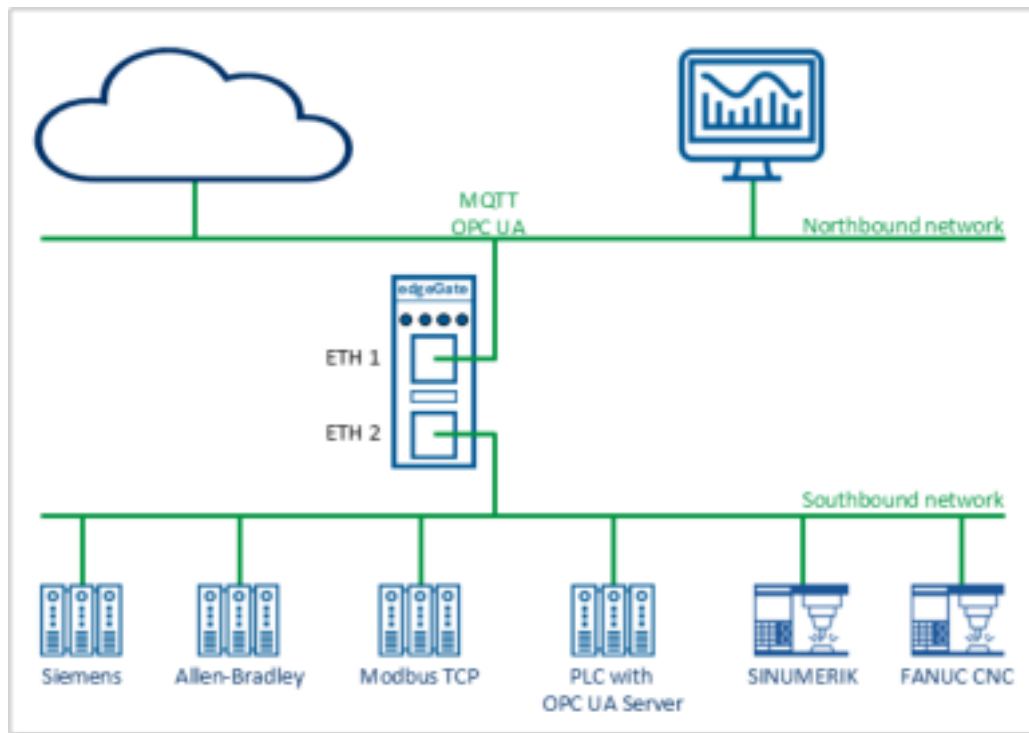 MQTT
OPC UA
Northbound network
edgeGate
ETH 1
ETH 2
Southbound network
Siemens
Allen-Bradley
Modbus TCP
PLC with
OPC UA Server
SINUMERIK
FANUC CNC